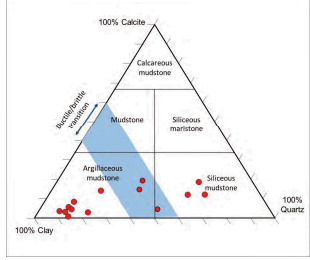 100% Calcite
Calcareous
mudstone
Ductile/brittle
transition
Mudstone
Siliceous
marlstone
Argillaceous
mudstone
Siliceous
mudstone
100%
Quartz
100% Clay